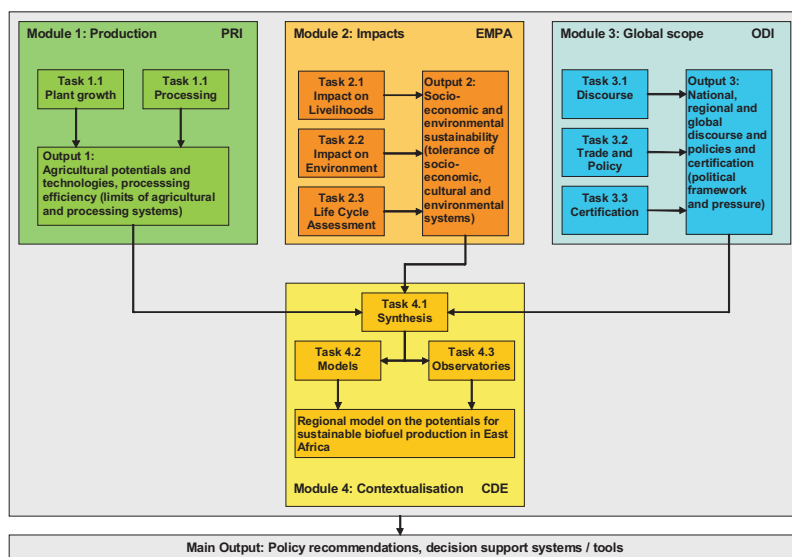 Module 1: Production PRI
Task 1.1
Plant growth
Task 1.1
Processing
Output 1:
Agricultural potentials and
technologies, processsing
efficiency (limits of agricultural
and processing systems)
Module 2: Impacts EMPA
Task 2.1
Impact on
Livelihoods
Task 2.2
Impact on
Environment
Task 2.3
Life Cycle
Assessment
Output 2:
Socio-
economic and
environmental
sustainability
(tolerance of
socio-
economic,
cultural and
environmental
systems)
Module 3: Global scope ODI
Task 3.1
Discourse
Task 3.2
Trade and
Policy
Task 3.3
Certification
Output 3:
National,
regional and
global
discourse and
policies and
certification
(political
framework
and pressure)
Task 4.1
Synthesis
Task 4.2
Models
Task 4.3
Observatories
Regional model on the potentials for
sustainable biofuel production in East
Africa
Module 4: Contextualisation CDE
Main Output: Policy recommendations, decision support systems / tools